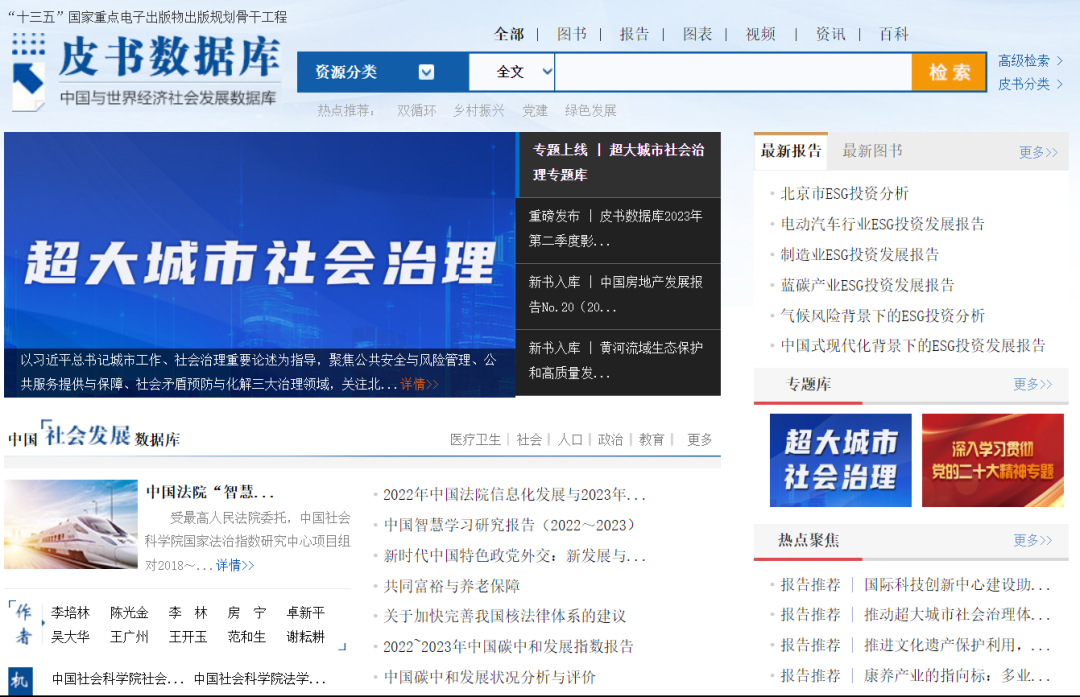 “十三五”国家重点电子出版物出版规划骨干工程
皮书数据库
中国与世界经济社会发展数据库
全部 | 图书 | 报告 | 图表 | 视频 | 资讯 | 百科
资源分类 全文 检索
高级检索 >
皮书分类 >
热点推荐： 双循环 乡村振兴 党建 绿色发展
超大城市社会治理
以习近平总书记城市工作、社会治理重要论述为指导，聚焦公共安全与风险管理、公
共服务提供与保障、社会矛盾预防与化解三大治理领域，关注北...详情>>
专题上线 | 超大城市社会治
理专题库
重磅发布 | 皮书数据库2023年
第二季度影...
新书入库 | 中国房地产发展报
告No.20（20...
新书入库 | 黄河流域生态保护
和高质量发...
最新报告 最新图书 更多>>
北京市ESG投资分析
电动汽车行业ESG投资发展报告
制造业ESG投资发展报告
蓝碳产业ESG投资发展报告
气候风险背景下的ESG投资分析
中国式现代化背景下的ESG投资发展报告
专题库 更多>>
超大城市
社会治理
深入学习贯彻
党的二十大精神专题
热点聚焦 更多>>
报告推荐 | 国际科技创新中心建设助...
报告推荐 | 推动超大城市社会治理体...
报告推荐 | 推进文化遗产保护利用，...
报告推荐 | 康养产业的指向标：多业...
中国「社会发展 数据库
医疗卫生 | 社会 | 人口 | 政治 | 教育 | 更多
中国法院“智慧...
受最高人民法院委托，中国社会
科学院国家法治指数研究中心项目组
对2018～...详情>>
2022年中国法院信息化发展与2023年...
中国智慧学习研究报告（2022～2023）
新时代中国特色政党外交：新发展与...
共同富裕与养老保障
关于加快完善我国核法律体系的建议
2022~2023年中国碳中和发展指数报告
中国碳中和发展状况分析与评价
作者
李培林 陈光金 李 林 房 宁 卓新平
吴大华 王广州 王开玉 范和生 谢耘耕
机 中国社会科学院社会... 中国社会科学院法学...